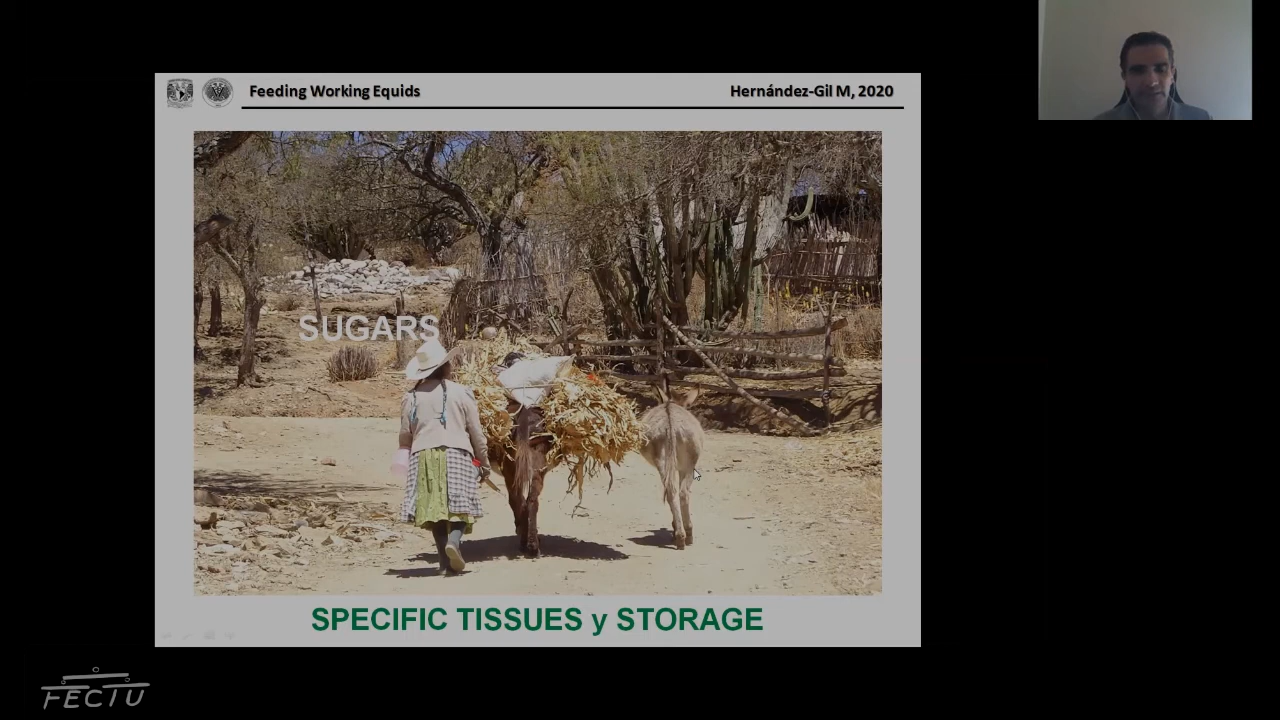 Feeding Working Equids
Hernández-Gil M, 2020
SUGARS
SPECIFIC TISSUES y STORAGE
FECTU